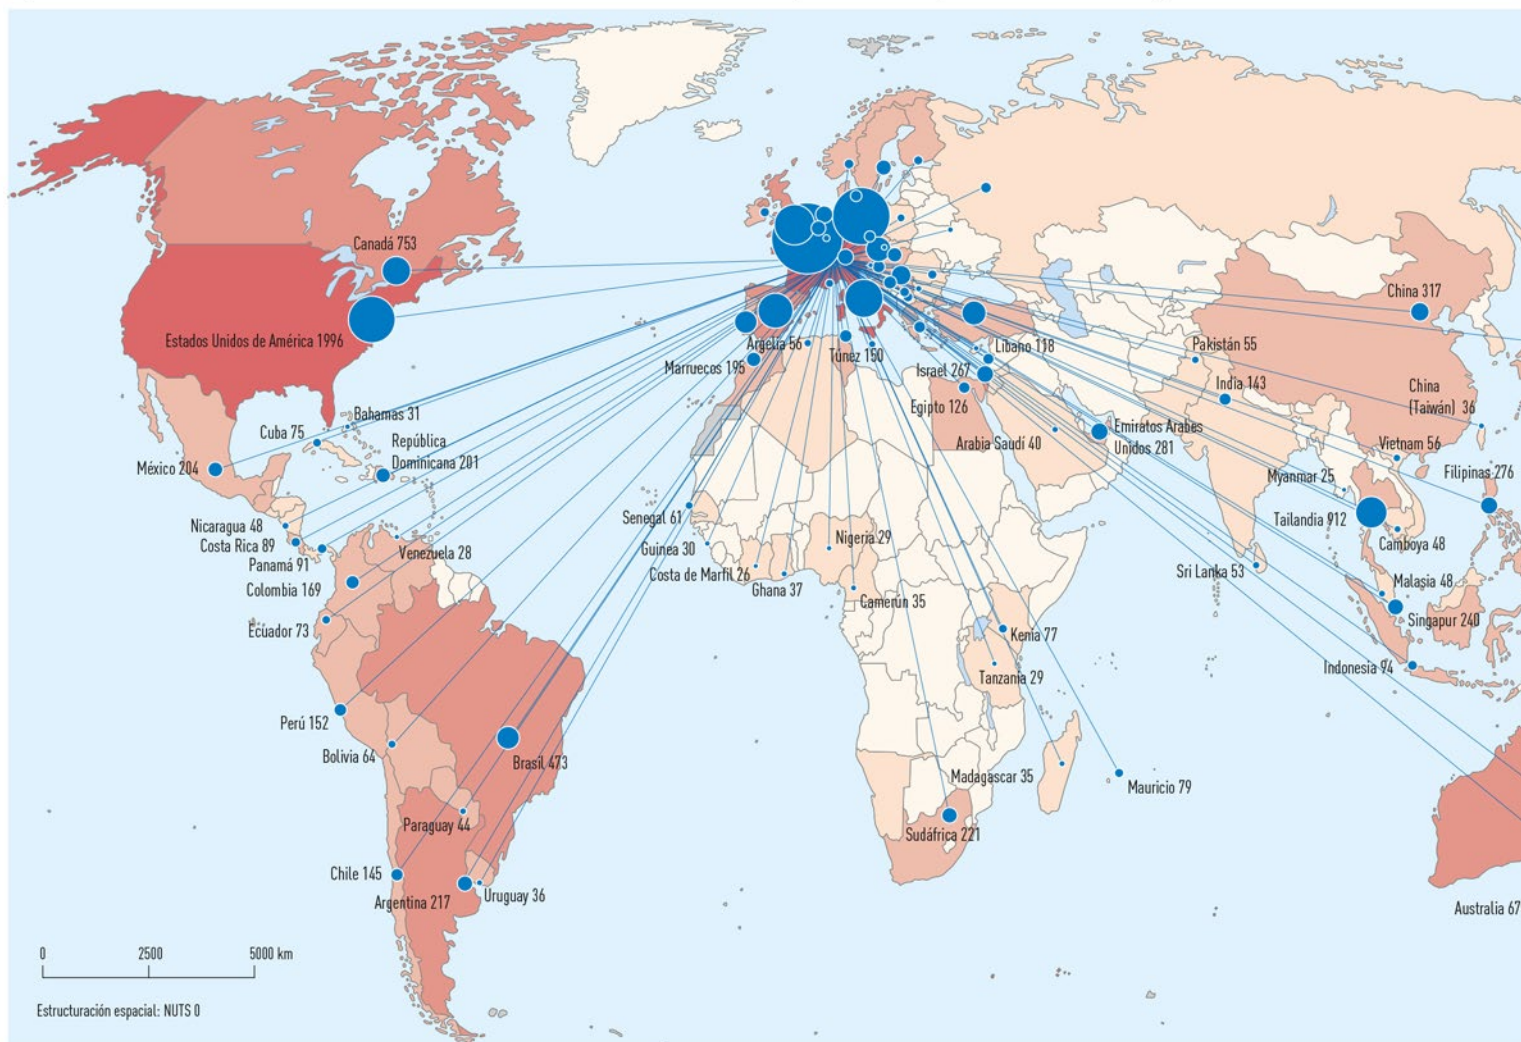 Canadá 753
Estados Unidos de América 1996
Bahamas 31
Cuba 75
República
Dominicana 201
México 204
Nicaragua 48
Costa Rica 89
Panamá 91
Venezuela 28
Colombia 169
Ecuador 73
Perú 152
Bolivia 64
Brasil 473
Paraguay 44
Chile 145
Argentina 217
Uruguay 36
Argelia 56
Marruecos 195
Túnez 150
Líbano 118
Israel 267
Egipto 126
Arabia Saudí 40
Emiratos Arabes
Unidos 281
Senegal 61
Guinea 30
Costa de Marfil 26
Ghana 37
Nigeria 29
Camerún 35
Kenia 77
Tanzania 29
Madagascar 35
Mauricio 79
Sudáfrica 221
China 317
Pakistán 55
India 143
China
(Taiwán) 36
Vietnam 56
Myanmar 25
Filipinas 276
Tailandia 912
Camboya 48
Sri Lanka 53
Malasia 48
Singapur 240
Indonesia 94
Australia 67
0 2500 5000 km
Estructuración espacial: NUTS 0